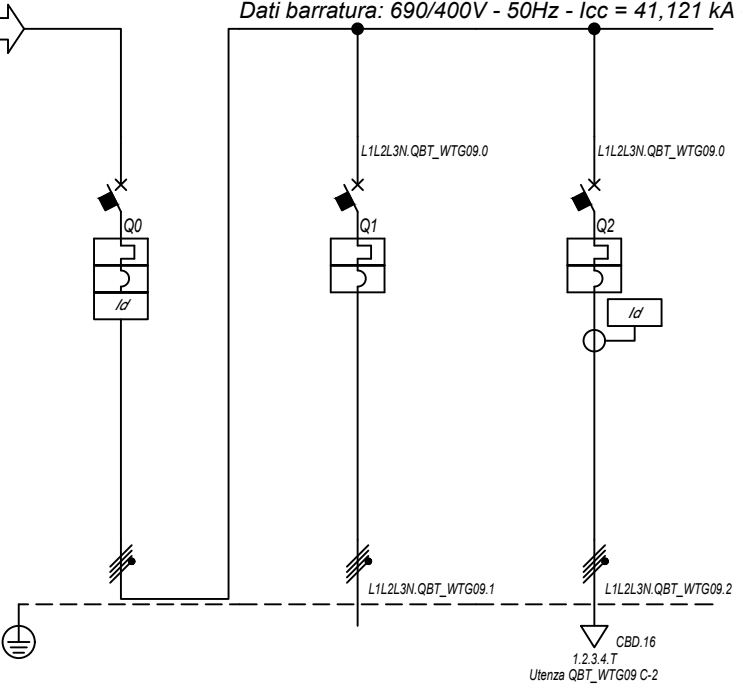 Dati barratura: 690/400V - 50Hz - Icc = 41,121 kA
L1L2L3N.QBT_WTG09.0
L1L2L3N.QBT_WTG09.0
Q0
Q1
Q2
Id
Id
L1L2L3N.QBT_WTG09.1
L1L2L3N.QBT_WTG09.2
CBD.16
1.2.3.4.T
Utenza QBT_WTG09 C-2